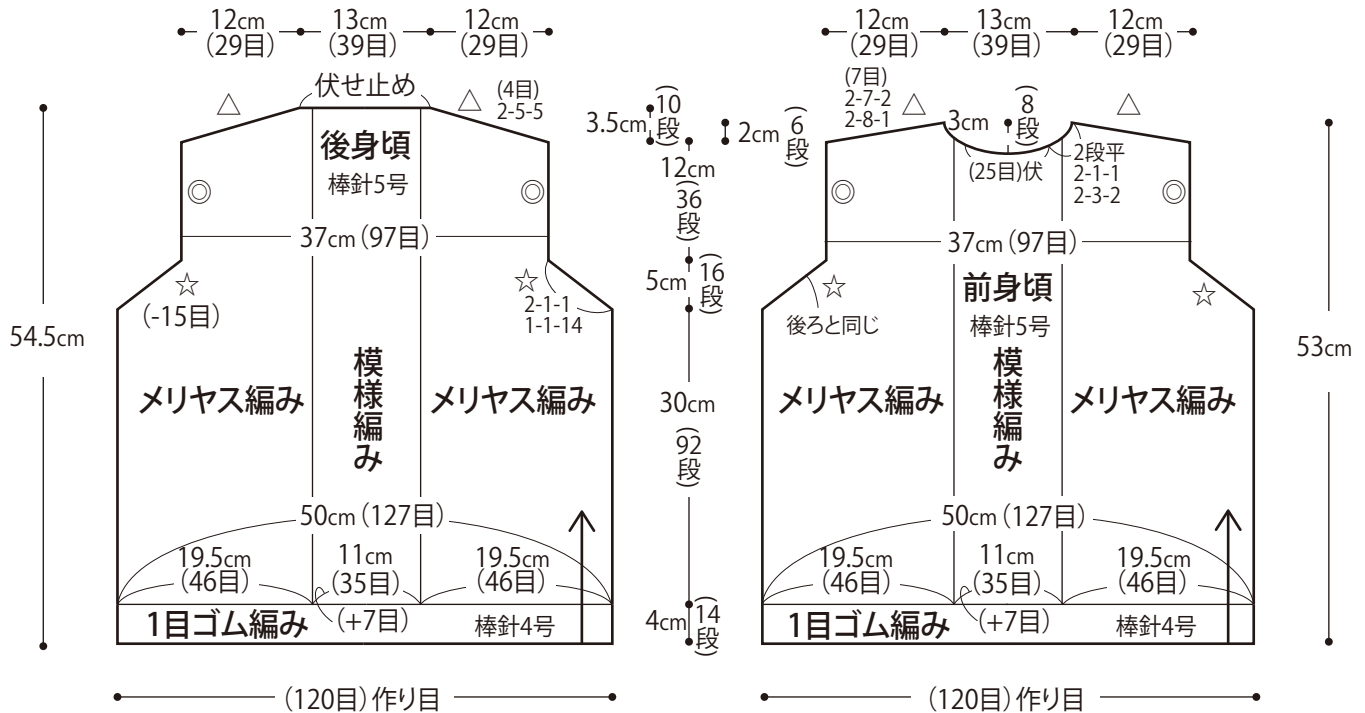 12cm 13cm 12cm
(29目) (39目) (29目)
伏せ止め
(4目)
2-5-5
△ △
後身頃
棒針5号
◎
37cm(97目)
☆ ☆
(-15目)
2-1-1
1-1-14
54.5cm
メリヤス編み
模様編み
メリヤス編み
50cm(127目)
19.5cm 11cm 19.5cm
(46目) (35目) (46目)
1目ゴム編み (+7目) 棒針4号
(120目)作り目
3.5cm (10段)
2cm (6段)
12cm
(36段)
5cm (16段)
30cm
(92段)
4cm (14段)
12cm 13cm 12cm
(29目) (39目) (29目)
(7目)
2-7-2
2-8-1
△ △
3cm (8段)
(25目)伏
2段平
2-1-1
2-3-2
◎ ◎
37cm(97目)
☆ ☆
後ろと同じ
前身頃
棒針5号
53cm
メリヤス編み
模様編み
メリヤス編み
50cm(127目)
19.5cm 11cm 19.5cm
(46目) (35目) (46目)
1目ゴム編み (+7目) 棒針4号
(120目)作り目